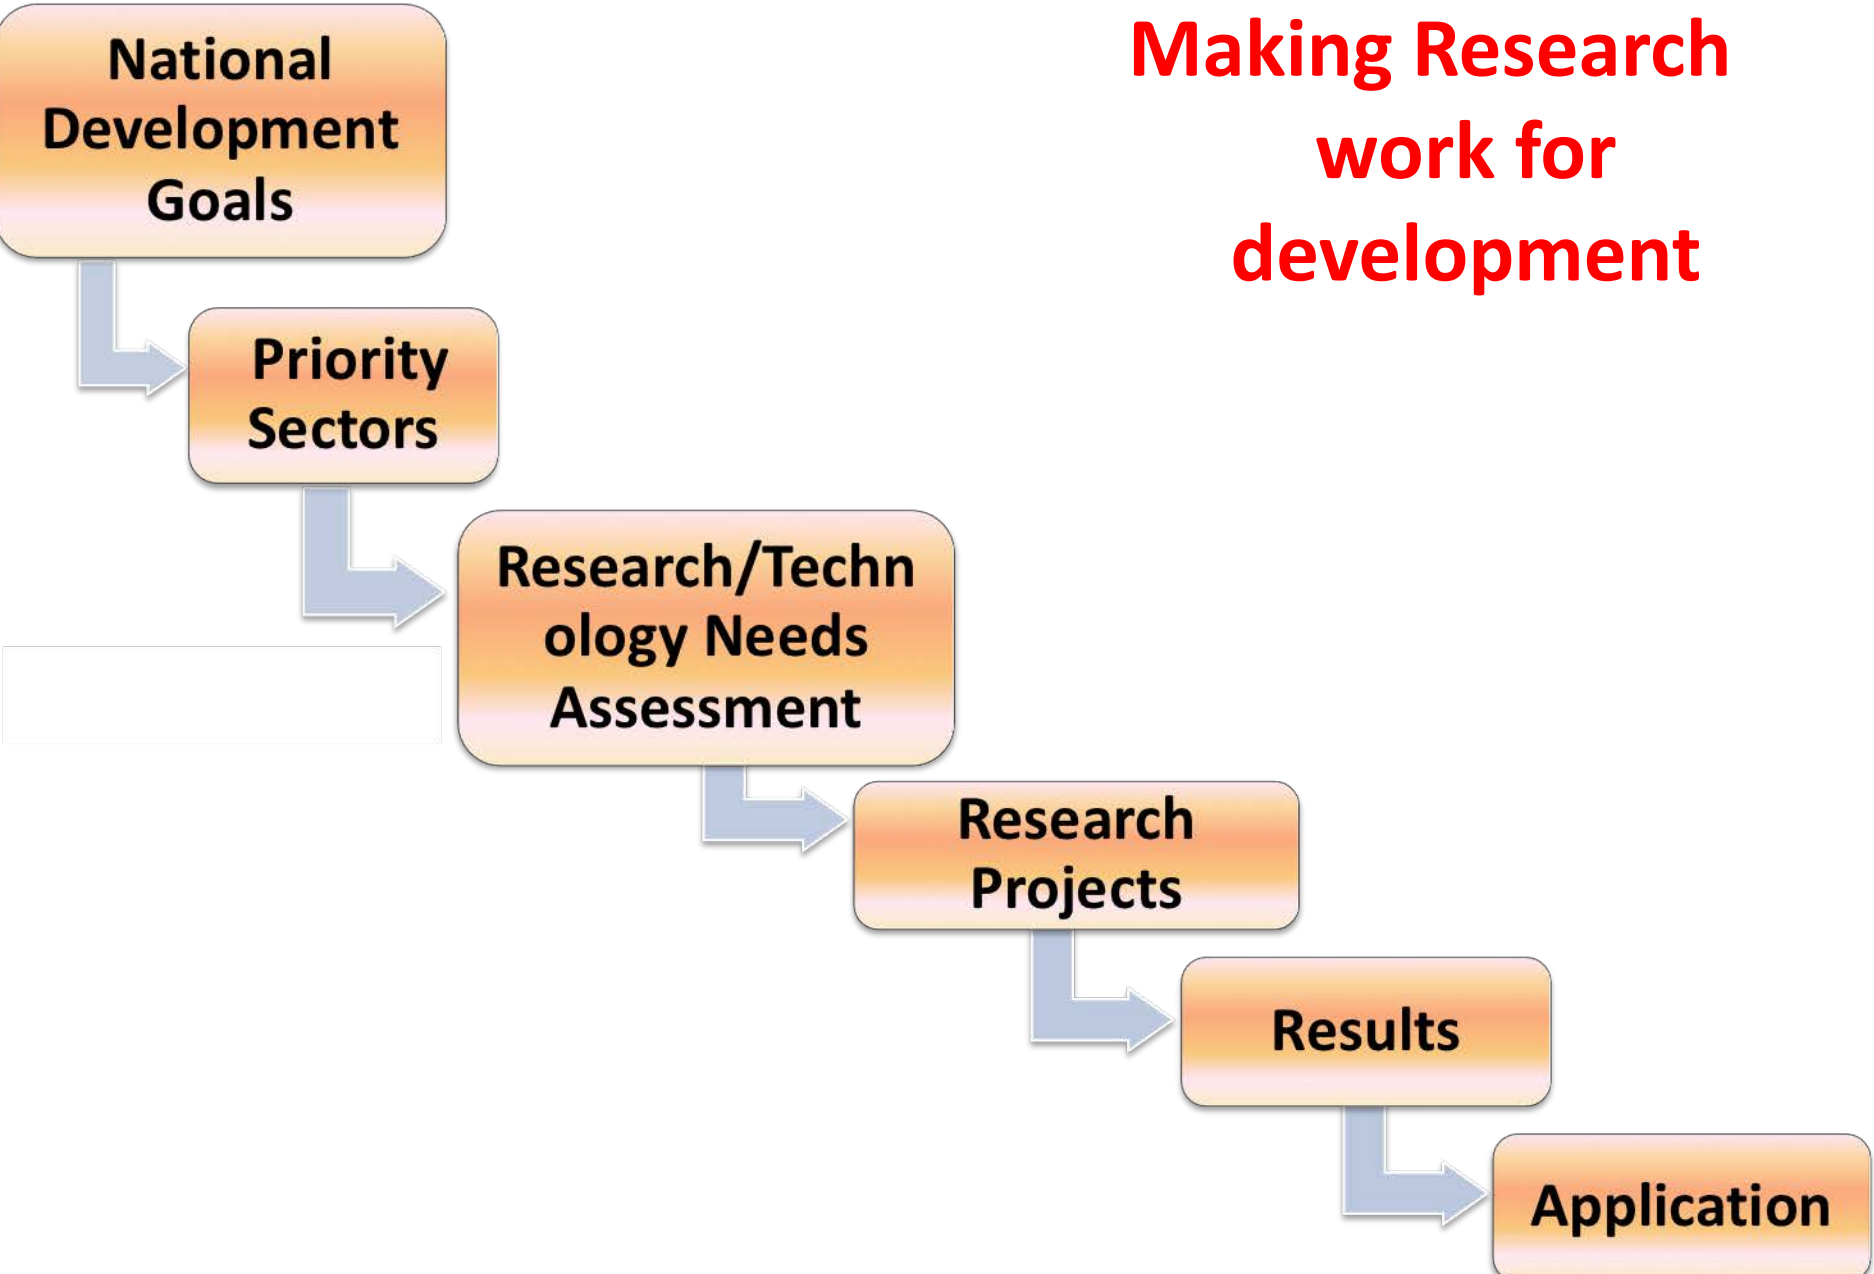 Making Research
work for
development
National
Development
Goals
Priority
Sectors
Research/Techn
ology Needs
Assessment
Research
Projects
Results
Application